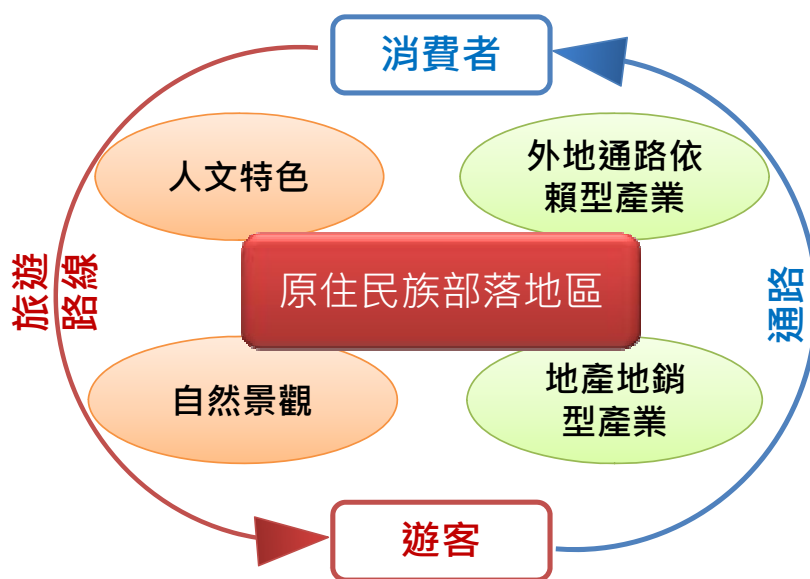 消費者
人文特色
外地通路依
賴型產業
旅遊
路線
原住民族部落地區
通路
自然景觀
地產地銷
型產業
遊客